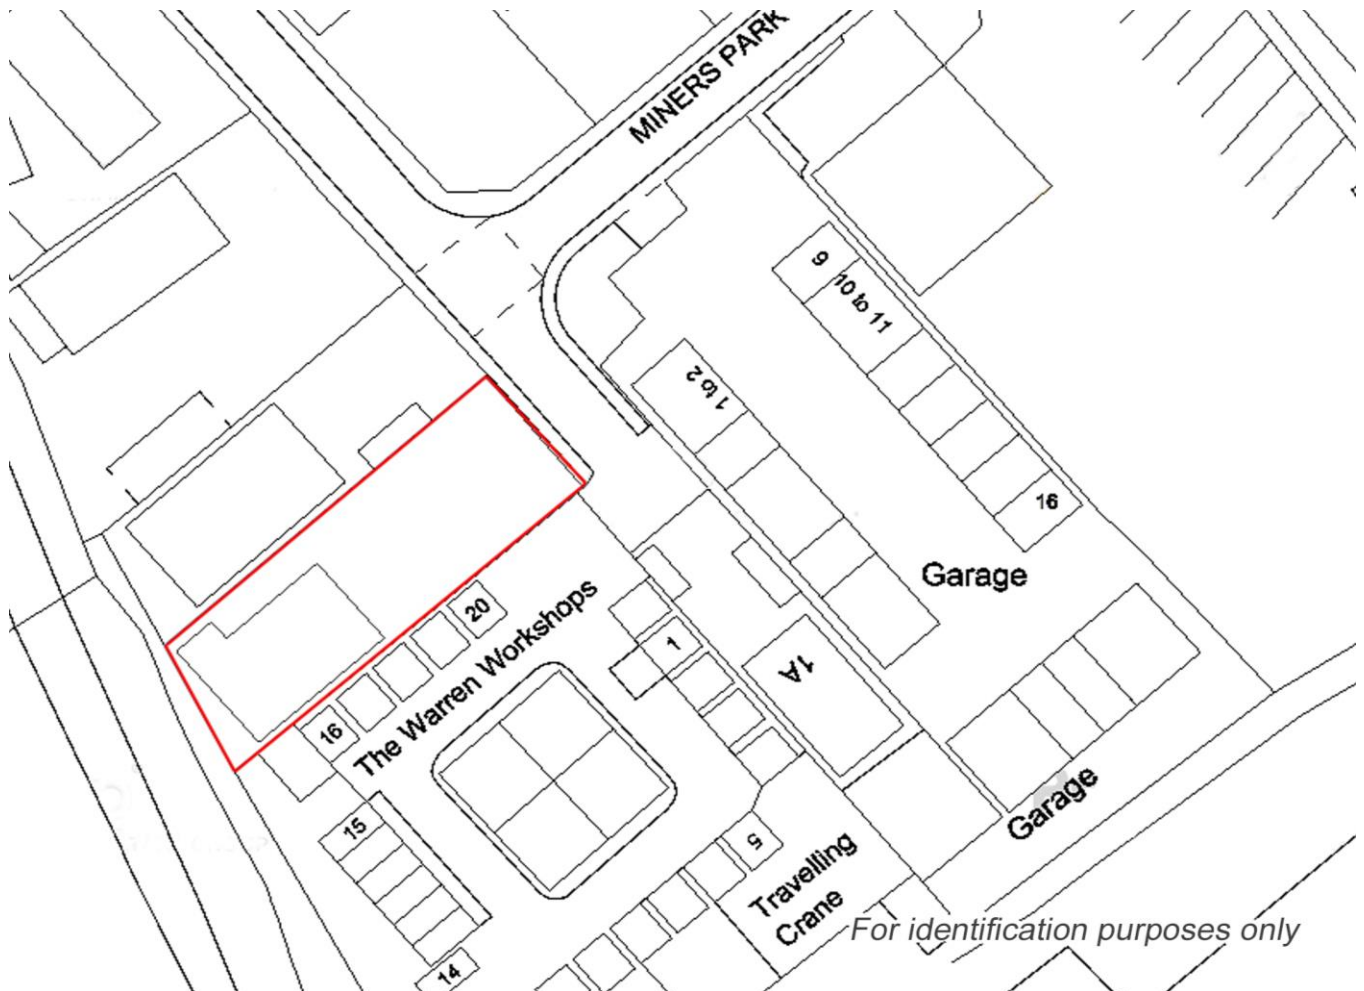 MINERS PARK
9
10 to 11
1 to 2
16
Garage
20
The Warren Workshops
1
1A
16
Garage
15
5
Travelling
Crane
14
For identification purposes only